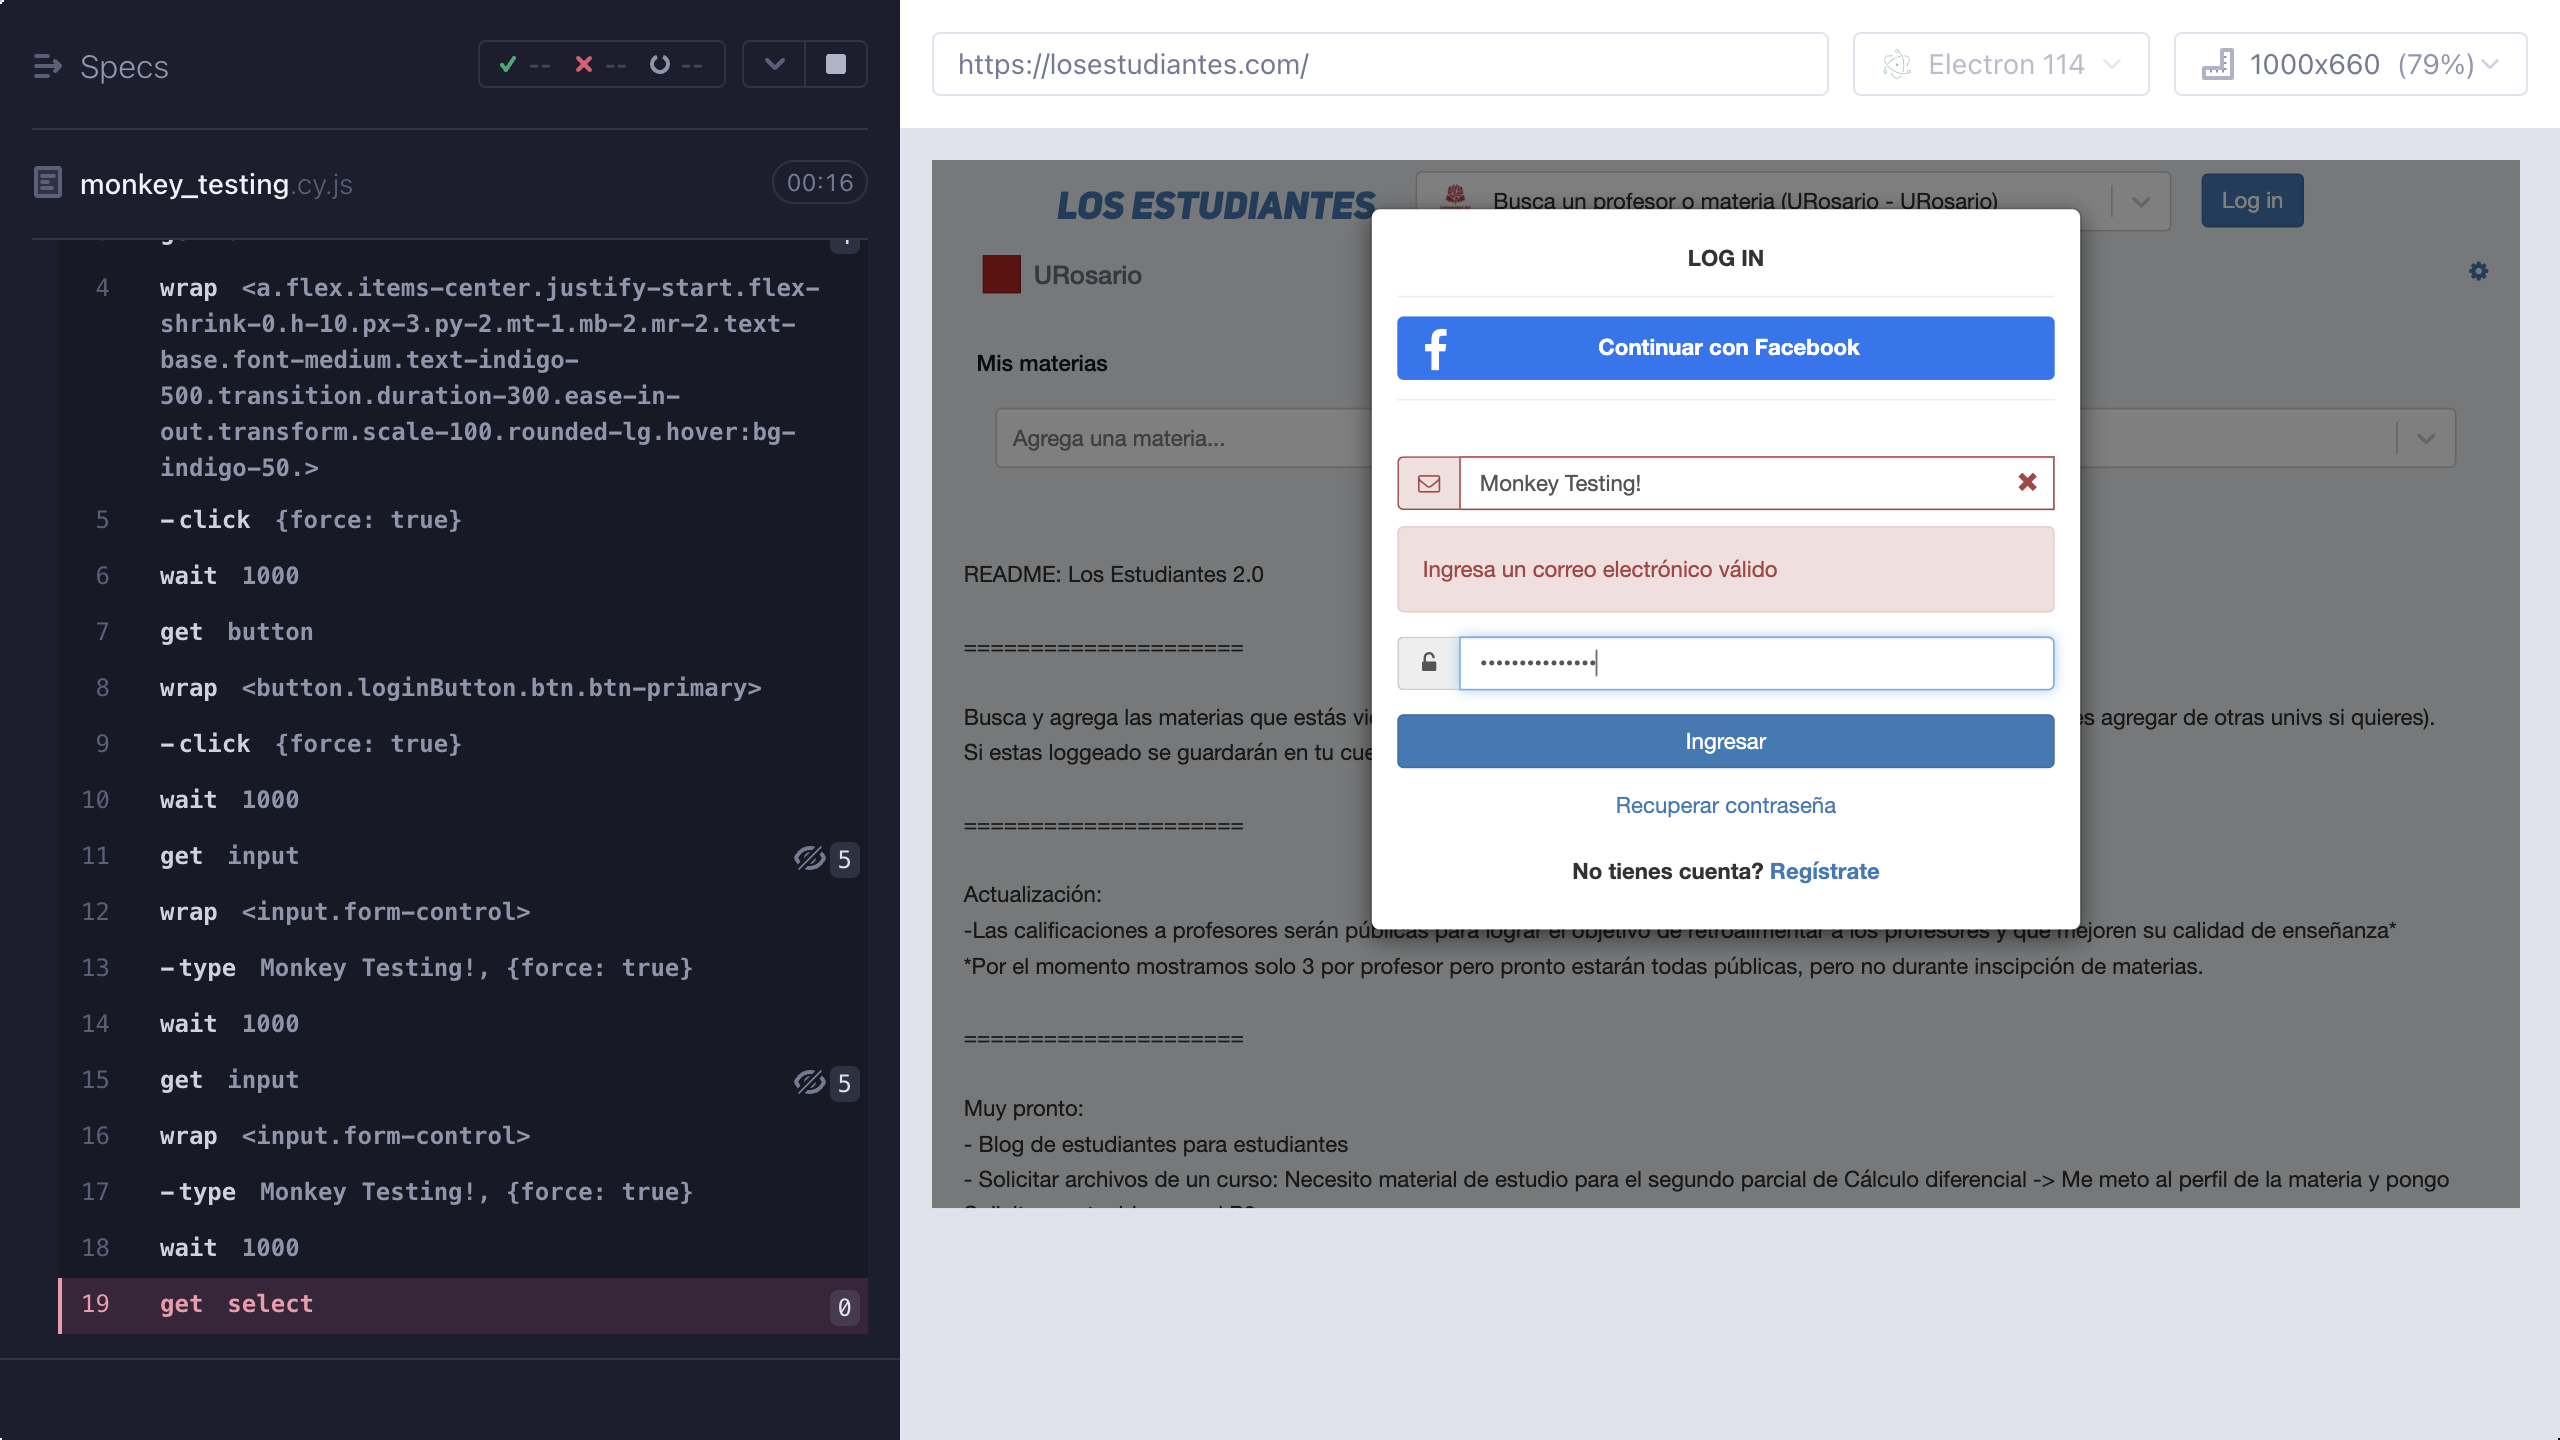 Specs
-- -- --
monkey_testing.cy.js
00:16
4 wrap <a.flex.items-center.justify-start.flex-
shrink-0.h-10.px-3.py-2.mt-1.mb-2.mr-2.text-
base.font-medium.text-indigo-
500.transition.duration-300.ease-in-
out.transform.scale-100.rounded-lg.hover:bg-
indigo-50.>
5 -click {force: true}
6 wait 1000
7 get button
8 wrap <button.loginButton.btn.btn-primary>
9 -click {force: true}
10 wait 1000
11 get input 5
12 wrap <input.form-control>
13 -type Monkey Testing!, {force: true}
14 wait 1000
15 get input 5
16 wrap <input.form-control>
17 -type Monkey Testing!, {force: true}
18 wait 1000
19 get select 0
https://losestudiantes.com/
Electron 114
1000x660 (79%)
LOS ESTUDIANTES
Busca un profesor o materia (URosario - URosario)
Log in
URosario
Mis materias
Agrega una materia...
README: Los Estudiantes 2.0
=====================
Busca y agrega las materias que estás
agregar de otras univs si quieres).
Si estas loggeado se guardarán en tu
=====================
Actualización:
-Las calificaciones a profesores serán públicas para lograr el objetivo de retroalimentar a los profesores y que mejoren su calidad de enseñanza*
*Por el momento mostramos solo 3 por profesor pero pronto estarán todas públicas, pero no durante inscipción de materias.
=====================
Muy pronto:
- Blog de estudiantes para estudiantes
- Solicitar archivos de un curso: Necesito material de estudio para el segundo parcial de Cálculo diferencial -> Me meto al perfil de la materia y pongo
LOG IN
Continuar con Facebook
Monkey Testing!
Ingresa un correo electrónico válido
•••••••••••••••
Ingresar
Recuperar contraseña
No tienes cuenta? Regístrate